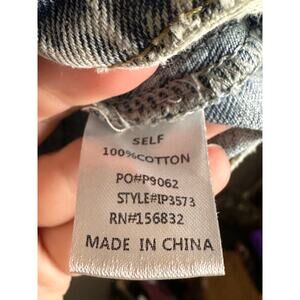 SELF
100%COTTON
PO#P9062
STYLE#IP3573
RN#156832
MADE IN CHINA